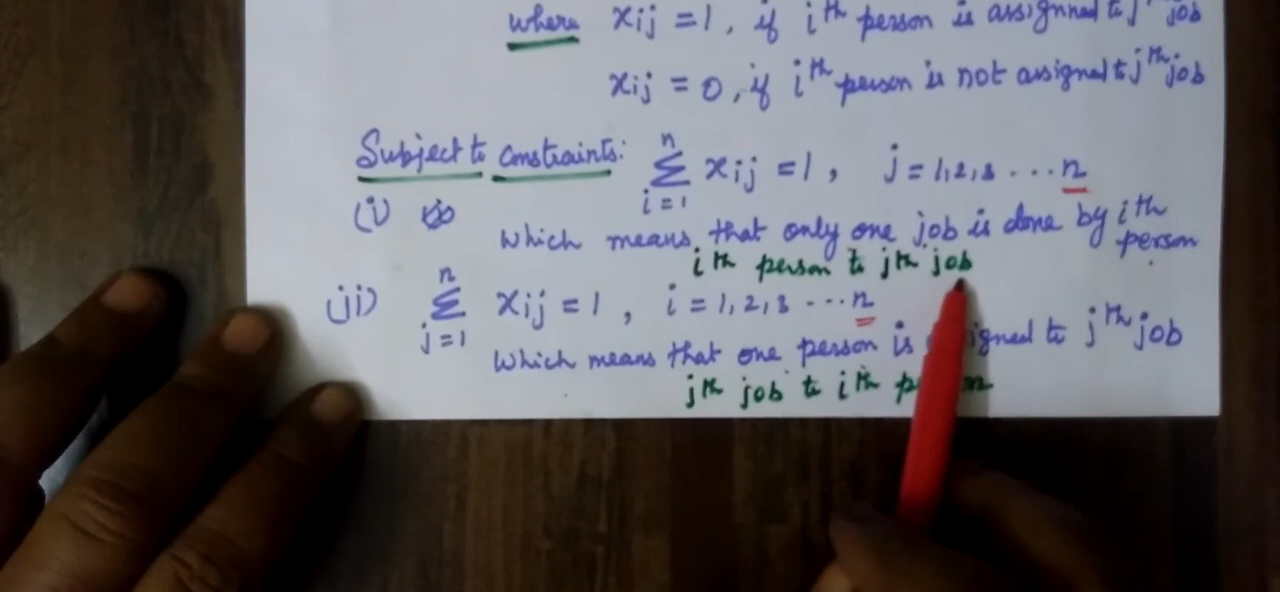 where xij = 1, if ith person is assigned to jth job
xij = 0, if ith person is not assigned to jth job
Subject to constraints: n Σ i=1 xij = 1, j = 1,2,3 ... n
(i)
which means that only one job is done by ith person
ith person to jth job
(ii) n Σ j=1 xij = 1, i = 1,2,3 ... n
which means that one person is assigned to jth job
jth job to ith person